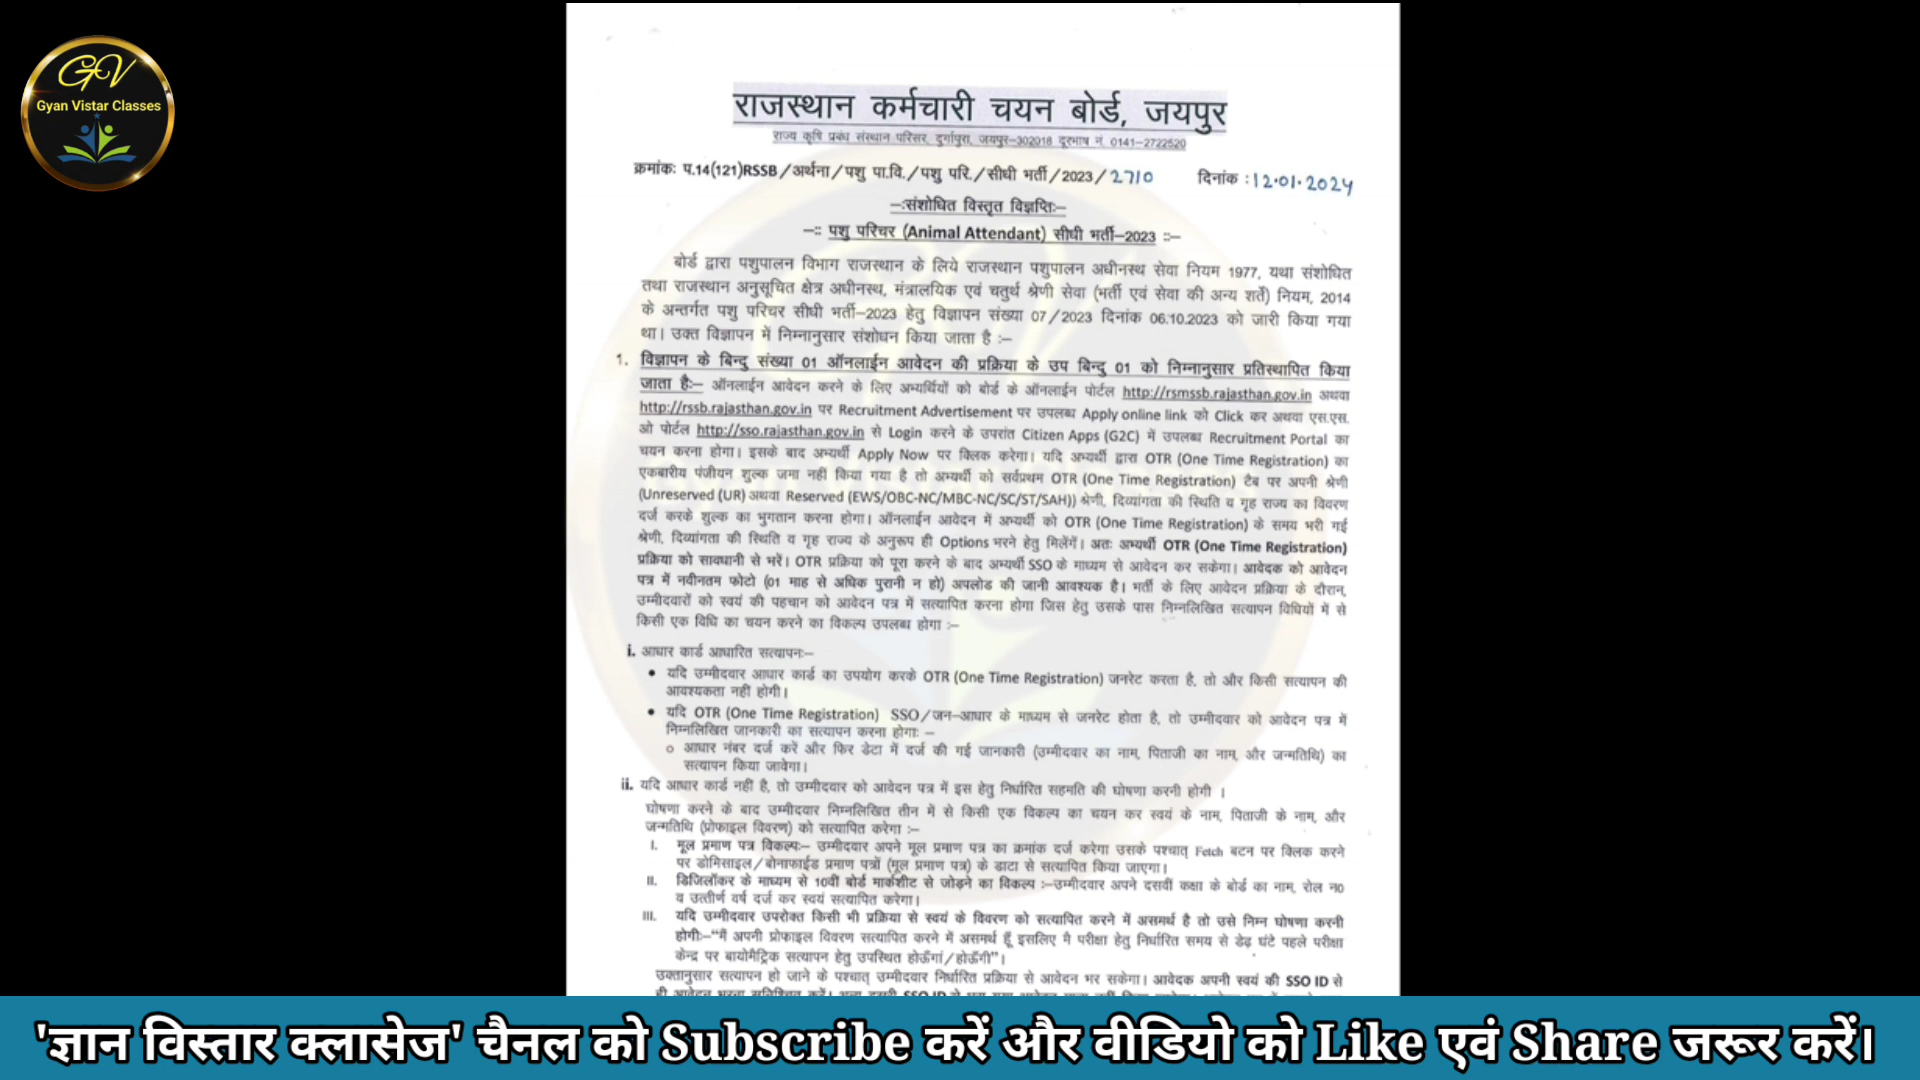 GV
Gyan Vistar Classes
राजस्थान कर्मचारी चयन बोर्ड, जयपुर
राज्य कृषि प्रबंध संस्थान परिसर, दुर्गापुरा, जयपुर–302018 दूरभाष नं. 0141–2722520
क्रमांकः प.14(121)RSSB/अर्थना/पशु पा.वि./पशु परि./सीधी भर्ती/2023/2710 दिनांक :12.01.2024
–:संशोधित विस्तृत विज्ञप्ति:–
–:: पशु परिचर (Animal Attendant) सीधी भर्ती–2023 ::–
बोर्ड द्वारा पशुपालन विभाग राजस्थान के लिये राजस्थान पशुपालन अधीनस्थ सेवा नियम 1977, यथा संशोधित
तथा राजस्थान अनुसूचित क्षेत्र अधीनस्थ, मंत्रालयिक एवं चतुर्थ श्रेणी सेवा (भर्ती एवं सेवा की अन्य शर्तें) नियम, 2014
के अन्तर्गत पशु परिचर सीधी भर्ती–2023 हेतु विज्ञापन संख्या 07/2023 दिनांक 06.10.2023 को जारी किया गया
था। उक्त विज्ञापन में निम्नानुसार संशोधन किया जाता है :–
1. विज्ञापन के बिन्दु संख्या 01 ऑनलाईन आवेदन की प्रक्रिया के उप बिन्दु 01 को निम्नानुसार प्रतिस्थापित किया
जाता हैः– ऑनलाईन आवेदन करने के लिए अभ्यर्थियों को बोर्ड के ऑनलाईन पोर्टल http://rsmssb.rajasthan.gov.in अथवा
http://rssb.rajasthan.gov.in पर Recruitment Advertisement पर उपलब्ध Apply online link को Click कर अथवा एस.एस.
ओ पोर्टल http://sso.rajasthan.gov.in से Login करने के उपरांत Citizen Apps (G2C) में उपलब्ध Recruitment Portal का
चयन करना होगा। इसके बाद अभ्यर्थी Apply Now पर क्लिक करेगा। यदि अभ्यर्थी द्वारा OTR (One Time Registration) का
एकबारीय पंजीयन शुल्क जमा नहीं किया गया है तो अभ्यर्थी को सर्वप्रथम OTR (One Time Registration) टैब पर अपनी श्रेणी
(Unreserved (UR) अथवा Reserved (EWS/OBC-NC/MBC-NC/SC/ST/SAH)) श्रेणी, दिव्यांगता की स्थिति व गृह राज्य का विवरण
दर्ज करके शुल्क का भुगतान करना होगा। ऑनलाईन आवेदन में अभ्यर्थी को OTR (One Time Registration) के समय भरी गई
श्रेणी, दिव्यांगता की स्थिति व गृह राज्य के अनुरूप ही Options भरने हेतु मिलेंगें। अतः अभ्यर्थी OTR (One Time Registration)
प्रक्रिया को सावधानी से भरें। OTR प्रक्रिया को पूरा करने के बाद अभ्यर्थी SSO के माध्यम से आवेदन कर सकेगा। आवेदक को आवेदन
पत्र में नवीनतम फोटो (01 माह से अधिक पुरानी न हो) अपलोड की जानी आवश्यक है। भर्ती के लिए आवेदन प्रक्रिया के दौरान,
उम्मीदवारों को स्वयं की पहचान को आवेदन पत्र में सत्यापित करना होगा जिस हेतु उसके पास निम्नलिखित सत्यापन विधियों में से
किसी एक विधि का चयन करने का विकल्प उपलब्ध होगा :–
i. आधार कार्ड आधारित सत्यापनः–
• यदि उम्मीदवार आधार कार्ड का उपयोग करके OTR (One Time Registration) जनरेट करता है, तो और किसी सत्यापन की
आवश्यकता नहीं होगी।
• यदि OTR (One Time Registration) SSO/जन–आधार के माध्यम से जनरेट होता है, तो उम्मीदवार को आवेदन पत्र में
निम्नलिखित जानकारी का सत्यापन करना होगाः –
o आधार नंबर दर्ज करें और फिर डेटा में दर्ज की गई जानकारी (उम्मीदवार का नाम, पिताजी का नाम, और जन्मतिथि) का
सत्यापन किया जावेगा।
ii. यदि आधार कार्ड नहीं है, तो उम्मीदवार को आवेदन पत्र में इस हेतु निर्धारित सहमति की घोषणा करनी होगी ।
घोषणा करने के बाद उम्मीदवार निम्नलिखित तीन में से किसी एक विकल्प का चयन कर स्वयं के नाम, पिताजी के नाम, और
जन्मतिथि (प्रोफाइल विवरण) को सत्यापित करेगा :–
I. मूल प्रमाण पत्र विकल्पः– उम्मीदवार अपने मूल प्रमाण पत्र का क्रमांक दर्ज करेगा उसके पश्चात् Fetch बटन पर क्लिक करने
पर डोमिसाइल/बोनाफाईड प्रमाण पत्रों (मूल प्रमाण पत्र) के डाटा से सत्यापित किया जाएगा।
II. डिजिलॉकर के माध्यम से 10वीं बोर्ड मार्कशीट से जोड़ने का विकल्प :–उम्मीदवार अपने दसवीं कक्षा के बोर्ड का नाम, रोल न0
व उत्तीर्ण वर्ष दर्ज कर स्वयं सत्यापित करेगा।
III. यदि उम्मीदवार उपरोक्त किसी भी प्रक्रिया से स्वयं के विवरण को सत्यापित करने में असमर्थ है तो उसे निम्न घोषणा करनी
होगीः–“मैं अपनी प्रोफाइल विवरण सत्यापित करने में असमर्थ हूँ इसलिए मै परीक्षा हेतु निर्धारित समय से डेढ़ घंटे पहले परीक्षा
केन्द्र पर बायोमैट्रिक सत्यापन हेतु उपस्थित होऊँगां/होऊँगी”।
उक्तानुसार सत्यापन हो जाने के पश्चात् उम्मीदवार निर्धारित प्रक्रिया से आवेदन भर सकेगा। आवेदक अपनी स्वयं की SSO ID से
'ज्ञान विस्तार क्लासेज' चैनल को Subscribe करें और वीडियो को Like एवं Share जरूर करें।